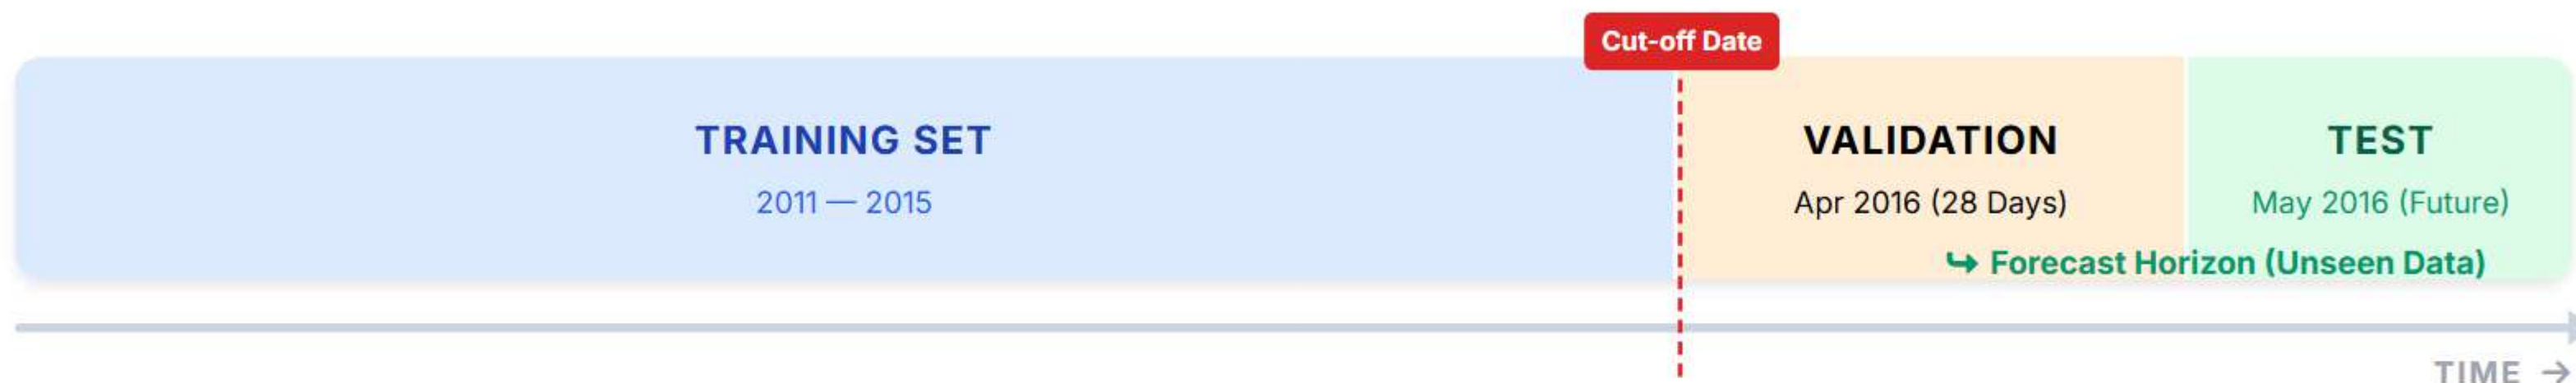 Cut-off Date
TRAINING SET
2011 — 2015
VALIDATION
Apr 2016 (28 Days)
TEST
May 2016 (Future)
↪ Forecast Horizon (Unseen Data)
TIME →